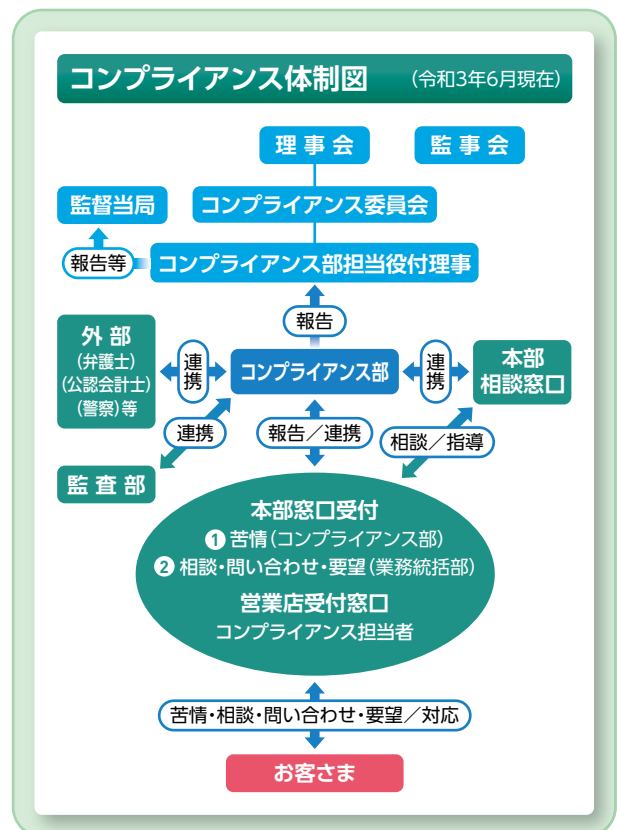 コンプライアンス体制図 (令和3年6月現在)
理事会
監事会
監督当局
コンプライアンス委員会
報告等
コンプライアンス部担当役付理事
報告
外部
(弁護士)
(公認会計士)
(警察)等
連携
コンプライアンス部
連携
本部
相談窓口
連携
報告/連携
相談/指導
監査部
本部窓口受付
❶苦情(コンプライアンス部)
❷相談・問い合わせ・要望(業務統括部)
営業店受付窓口
コンプライアンス担当者
苦情・相談・問い合わせ・要望/対応
お客さま